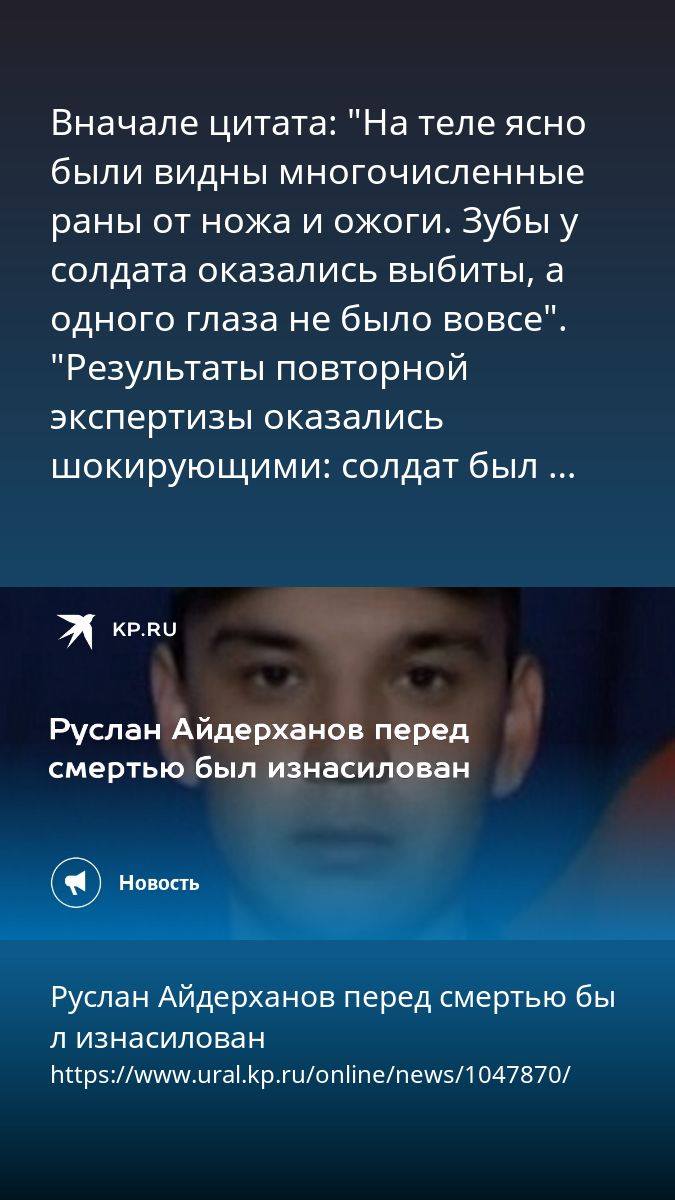 Вначале цитата: "На теле ясно
были видны многочисленные
раны от ножа и ожоги. Зубы у
солдата оказались выбиты, а
одного глаза не было вовсе".
"Результаты повторной
экспертизы оказались
шокирующими: солдат был ...
KP.RU
Руслан Айдерханов перед
смертью был изнасилован
Новость
Руслан Айдерханов перед смертью бы
л изнасилован
https://www.ural.kp.ru/online/news/1047870/